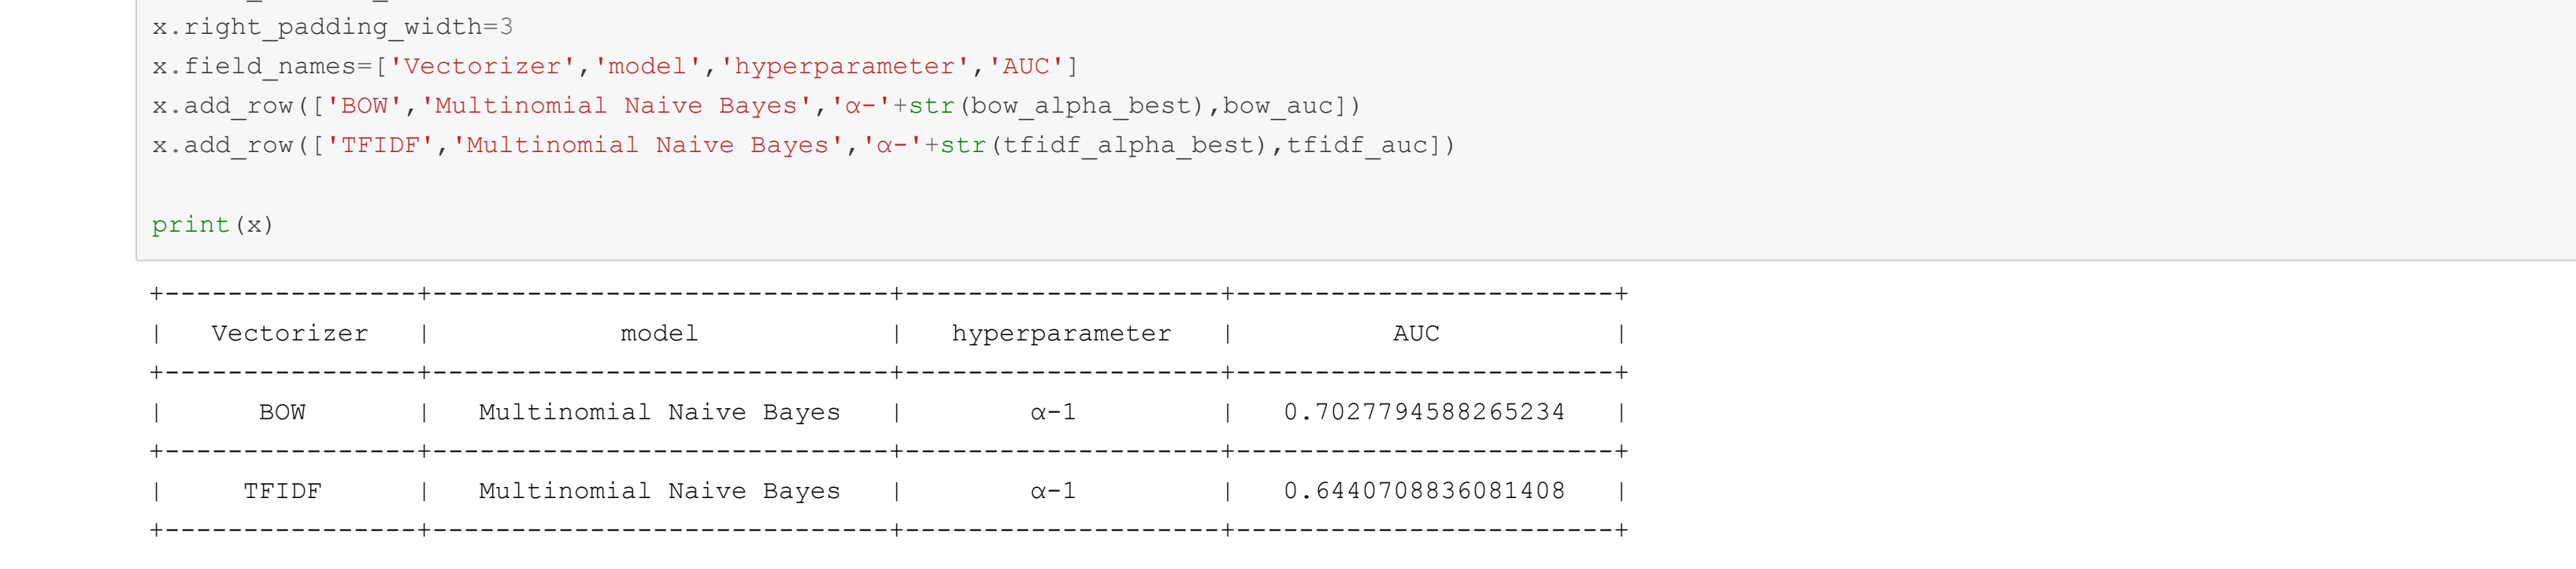 x.right_padding_width=3
x.field_names=['Vectorizer','model','hyperparameter','AUC']
x.add_row(['BOW','Multinomial Naive Bayes','α-'+str(bow_alpha_best),bow_auc])
x.add_row(['TFIDF','Multinomial Naive Bayes','α-'+str(tfidf_alpha_best),tfidf_auc])
print(x)
+----------------+-----------------------------+--------------------+------------------------+
|   Vectorizer   |            model            |   hyperparameter   |          AUC           |
+----------------+-----------------------------+--------------------+------------------------+
|      BOW       |   Multinomial Naive Bayes   |        α-1         |   0.7027794588265234   |
+----------------+-----------------------------+--------------------+------------------------+
|     TFIDF      |   Multinomial Naive Bayes   |        α-1         |   0.6440708836081408   |
+----------------+-----------------------------+--------------------+------------------------+